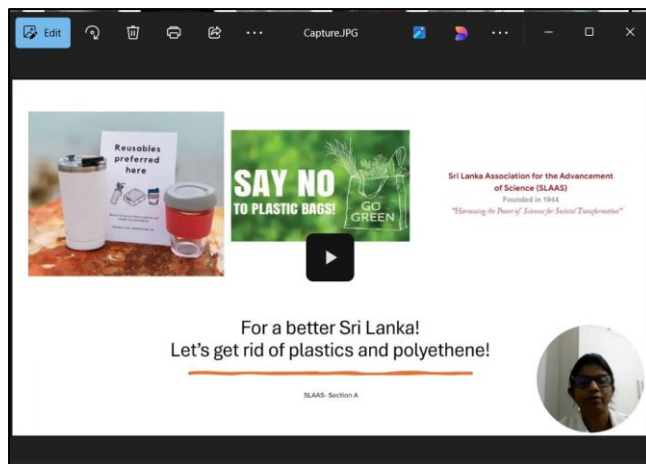 Edit
Capture.JPG
Reusables
preferred
here
SAY NO
TO PLASTIC BAGS!
GO
GREEN
Sri Lanka Association for the Advancement
of Science (SLAAS)
Founded in 1944
"Harnessing the Power of Science for Societal Transformation"
For a better Sri Lanka!
Let's get rid of plastics and polyethene!
SLAAS- Section A